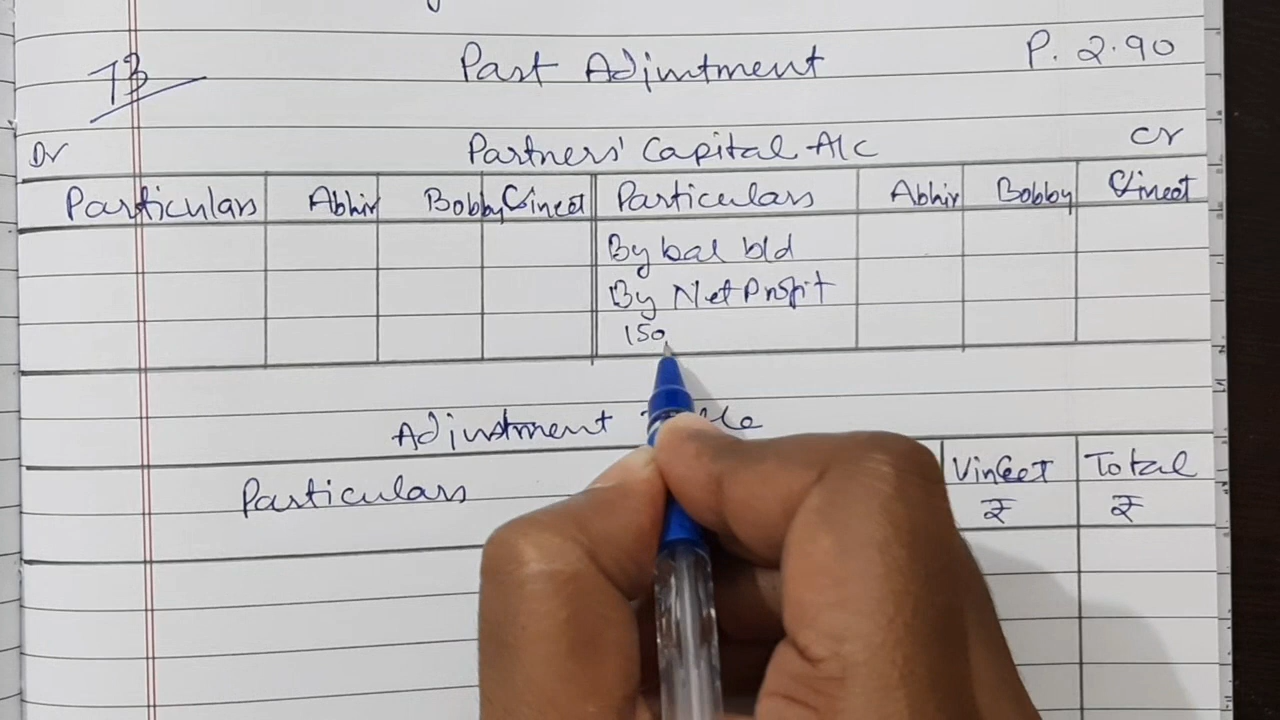 73 Past Adjustment P. 2.90
Dr Partners' Capital A/c Cr
Particulars Abhir Bobby Vineet Particulars Abhir Bobby Vineet
By bal b/d
By Net Profit
150
Adjustment
Particulars Vineet Total
₹ ₹